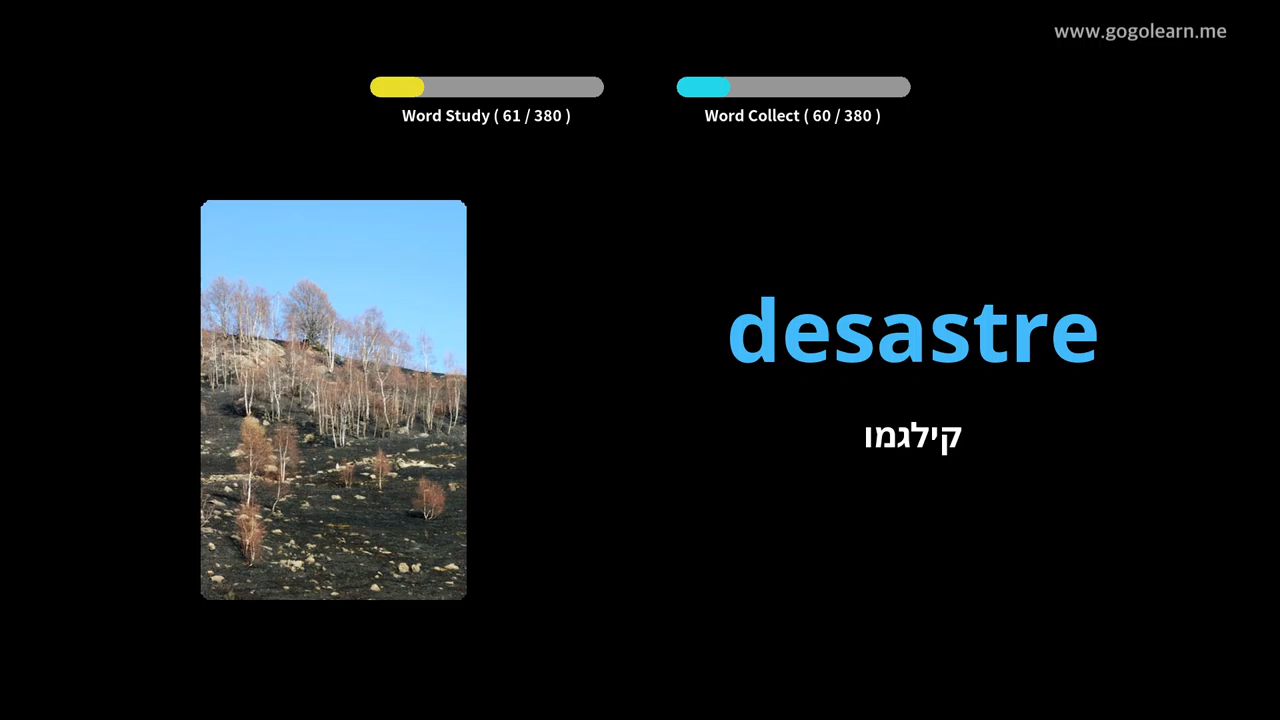 www.gogolearn.me
Word Study ( 61 / 380 )
Word Collect ( 60 / 380 )
desastre
קילגמו